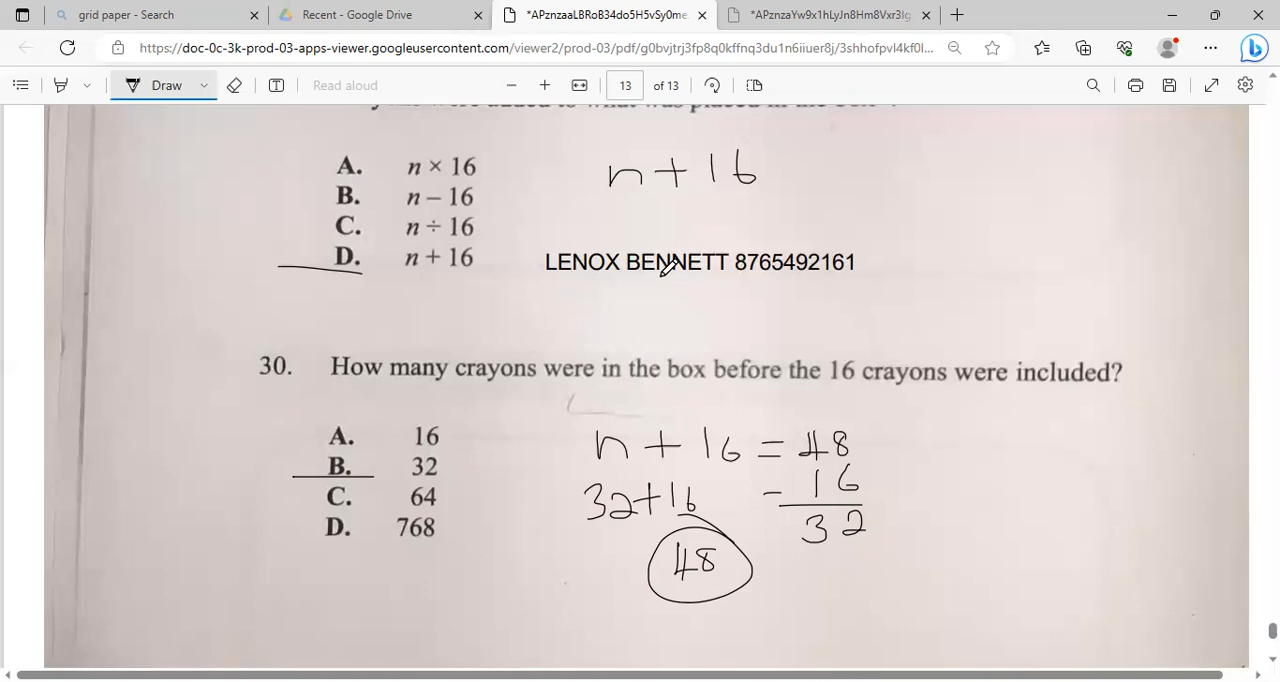 grid paper - Search
Recent - Google Drive
*APznzaaLBRoB34do5H5vSy0me
*APznzaYw9x1hLyJn8Hm8Vxr3Ig
https://doc-0c-3k-prod-03-apps-viewer.googleusercontent.com/viewer2/prod-03/pdf/g0bvjtrj3fp8q0kffnq3du1n6iiuer8j/3shhofpvl4kf0l...
Draw
Read aloud
13 of 13
A. n × 16
B. n – 16
C. n ÷ 16
D. n + 16
n + 16
LENOX BENNETT 8765492161
30. How many crayons were in the box before the 16 crayons were included?
A. 16
B. 32
C. 64
D. 768
n + 16 = 48
32+16
- 16
32
48